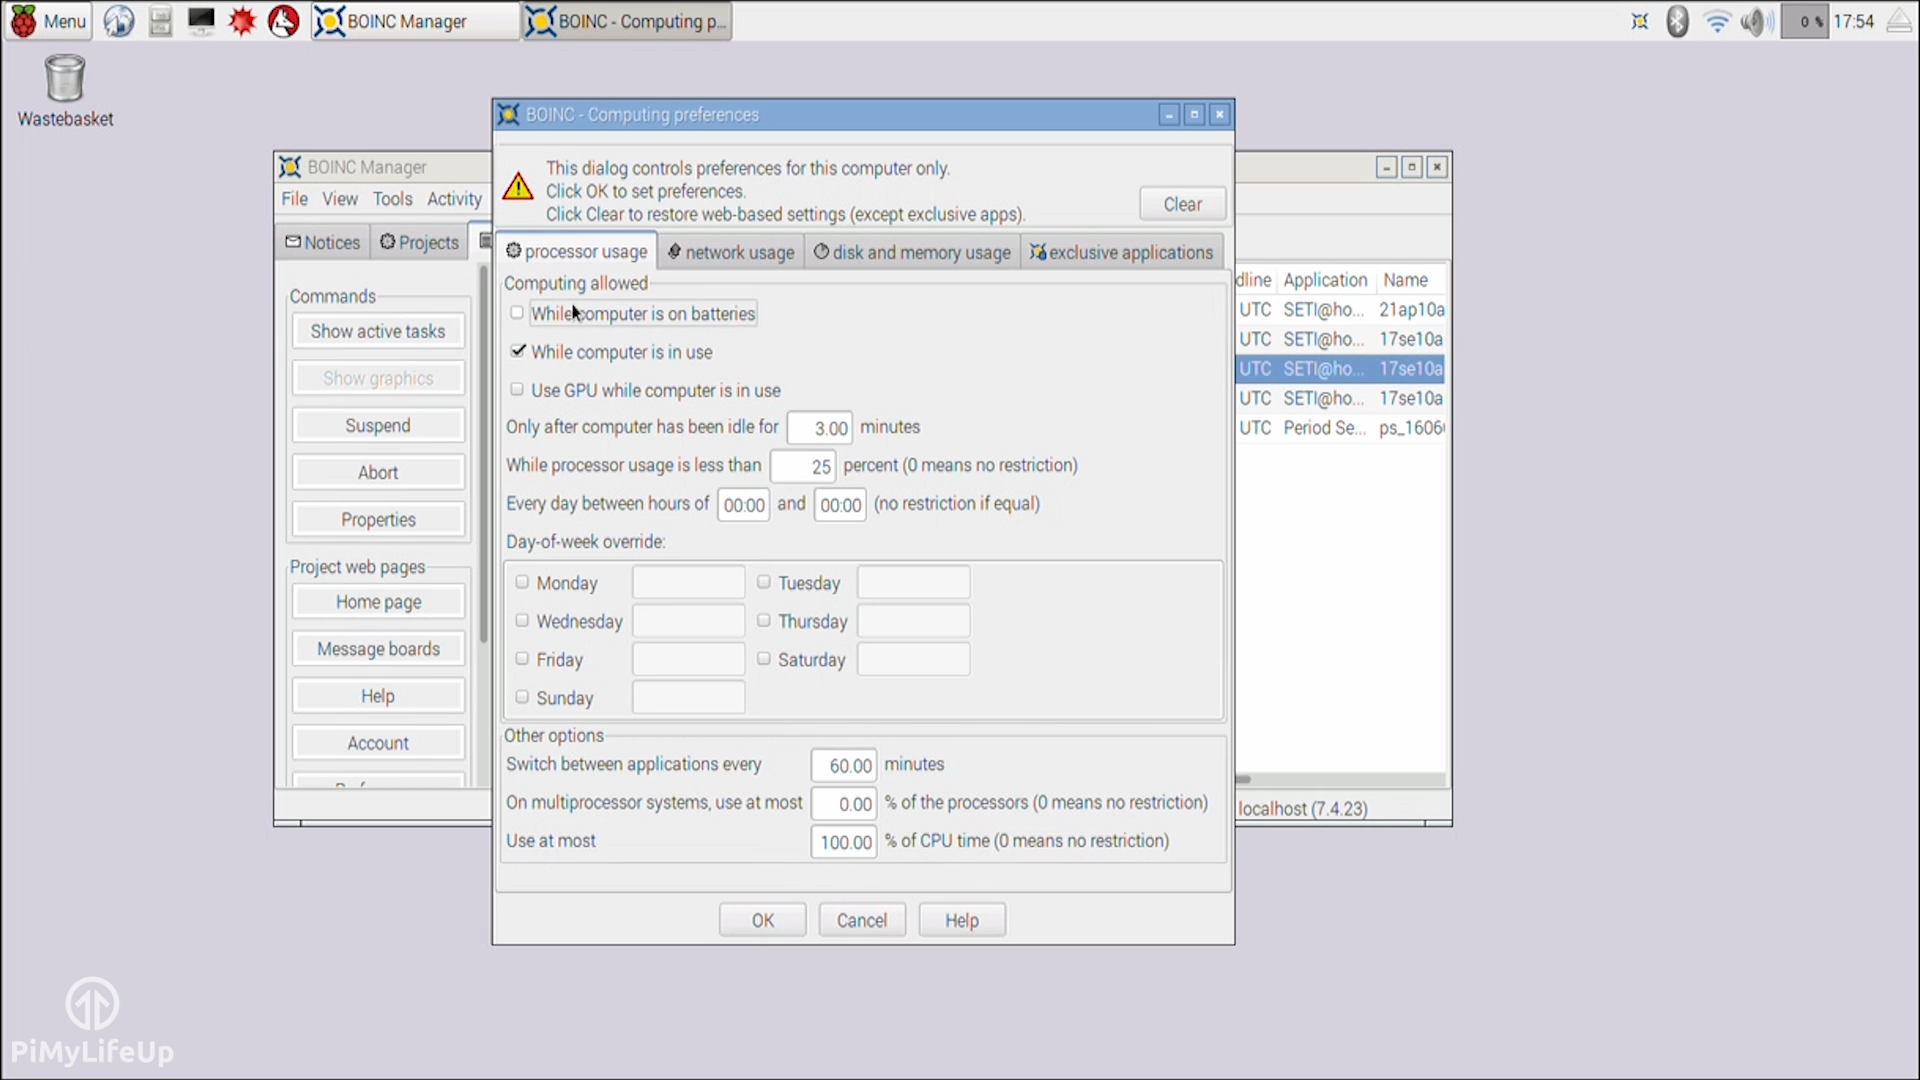 Menu
BOINC Manager
BOINC - Computing p...
0 %
17:54
Wastebasket
BOINC Manager
File View Tools Activity
Notices
Projects
Commands
Show active tasks
Show graphics
Suspend
Abort
Properties
Project web pages
Home page
Message boards
Help
Account
BOINC - Computing preferences
This dialog controls preferences for this computer only.
Click OK to set preferences.
Click Clear to restore web-based settings (except exclusive apps).
Clear
processor usage
network usage
disk and memory usage
exclusive applications
Computing allowed
While computer is on batteries
While computer is in use
Use GPU while computer is in use
Only after computer has been idle for 3.00 minutes
While processor usage is less than 25 percent (0 means no restriction)
Every day between hours of 00:00 and 00:00 (no restriction if equal)
Day-of-week override:
Monday Tuesday
Wednesday Thursday
Friday Saturday
Sunday
Other options
Switch between applications every 60.00 minutes
On multiprocessor systems, use at most 0.00 % of the processors (0 means no restriction)
Use at most 100.00 % of CPU time (0 means no restriction)
OK
Cancel
Help
dline Application Name
UTC SETI@ho... 21ap10a
UTC SETI@ho... 17se10a
UTC SETI@ho... 17se10a
UTC SETI@ho... 17se10a
UTC Period Se... ps_1606
localhost (7.4.23)
PiMyLifeUp